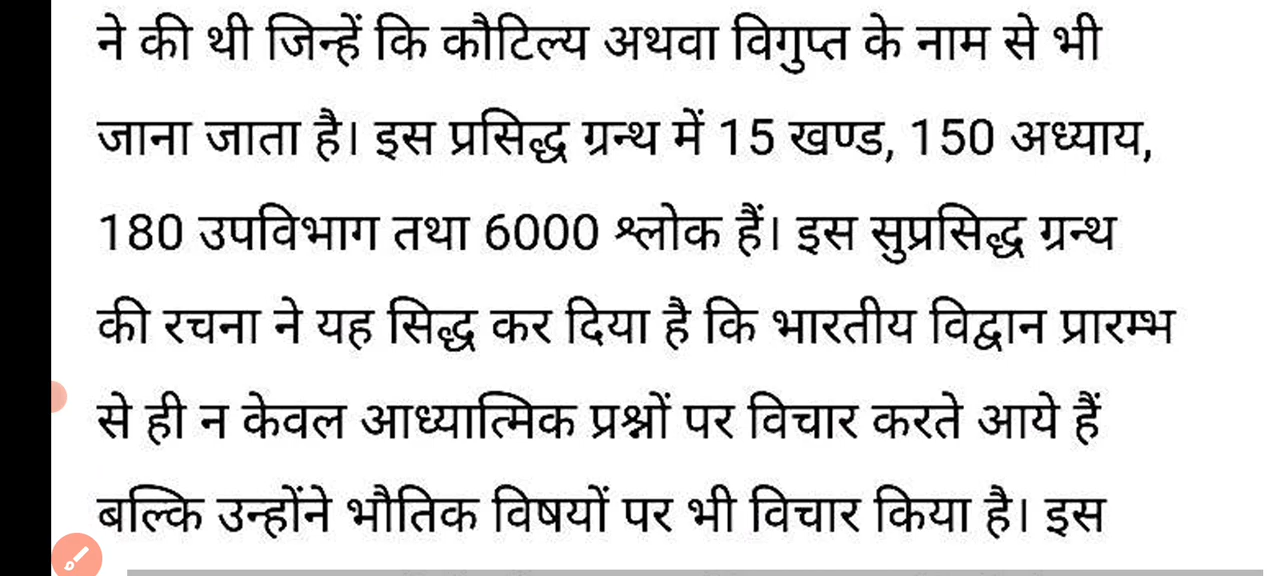 ने की थी जिन्हें कि कौटिल्य अथवा विगुप्त के नाम से भी
जाना जाता है। इस प्रसिद्ध ग्रन्थ में 15 खण्ड, 150 अध्याय,
180 उपविभाग तथा 6000 श्लोक हैं। इस सुप्रसिद्ध ग्रन्थ
की रचना ने यह सिद्ध कर दिया है कि भारतीय विद्वान प्रारम्भ
से ही न केवल आध्यात्मिक प्रश्नों पर विचार करते आये हैं
बल्कि उन्होंने भौतिक विषयों पर भी विचार किया है। इस